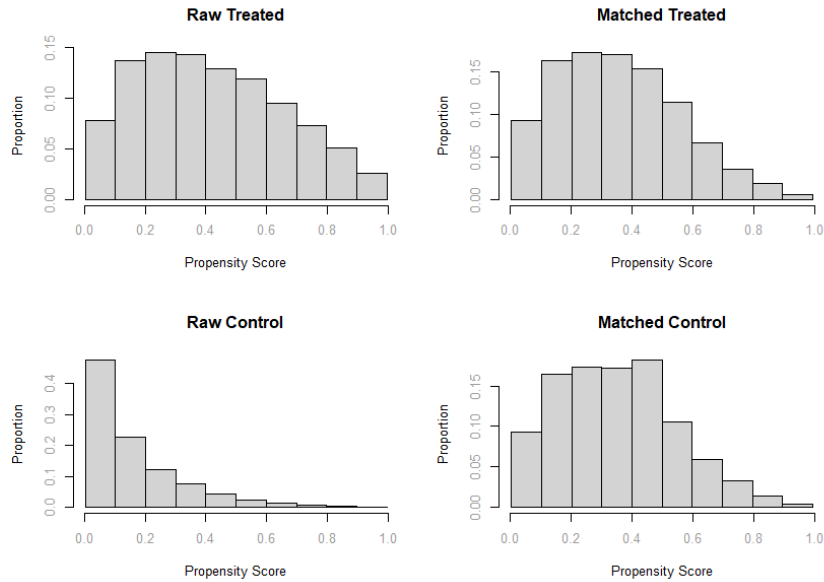 Raw Treated
Proportion
0.00 0.05 0.10 0.15
0.0 0.2 0.4 0.6 0.8 1.0
Propensity Score
Matched Treated
Proportion
0.00 0.05 0.10 0.15
0.0 0.2 0.4 0.6 0.8 1.0
Propensity Score
Raw Control
Proportion
0.0 0.1 0.2 0.3 0.4
0.0 0.2 0.4 0.6 0.8 1.0
Propensity Score
Matched Control
Proportion
0.00 0.05 0.10 0.15
0.0 0.2 0.4 0.6 0.8 1.0
Propensity Score